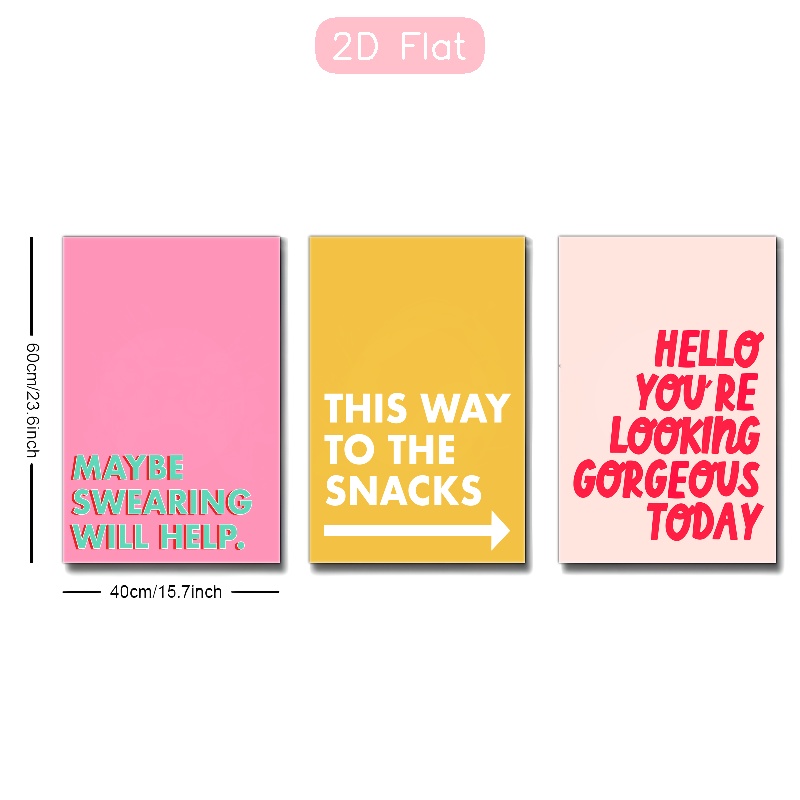 2D Flat
60cm/23.6inch
MAYBE
SWEARING
WILL HELP.
40cm/15.7inch
THIS WAY
TO THE
SNACKS
HELLO
YOU'RE
LOOKING
GORGEOUS
TODAY